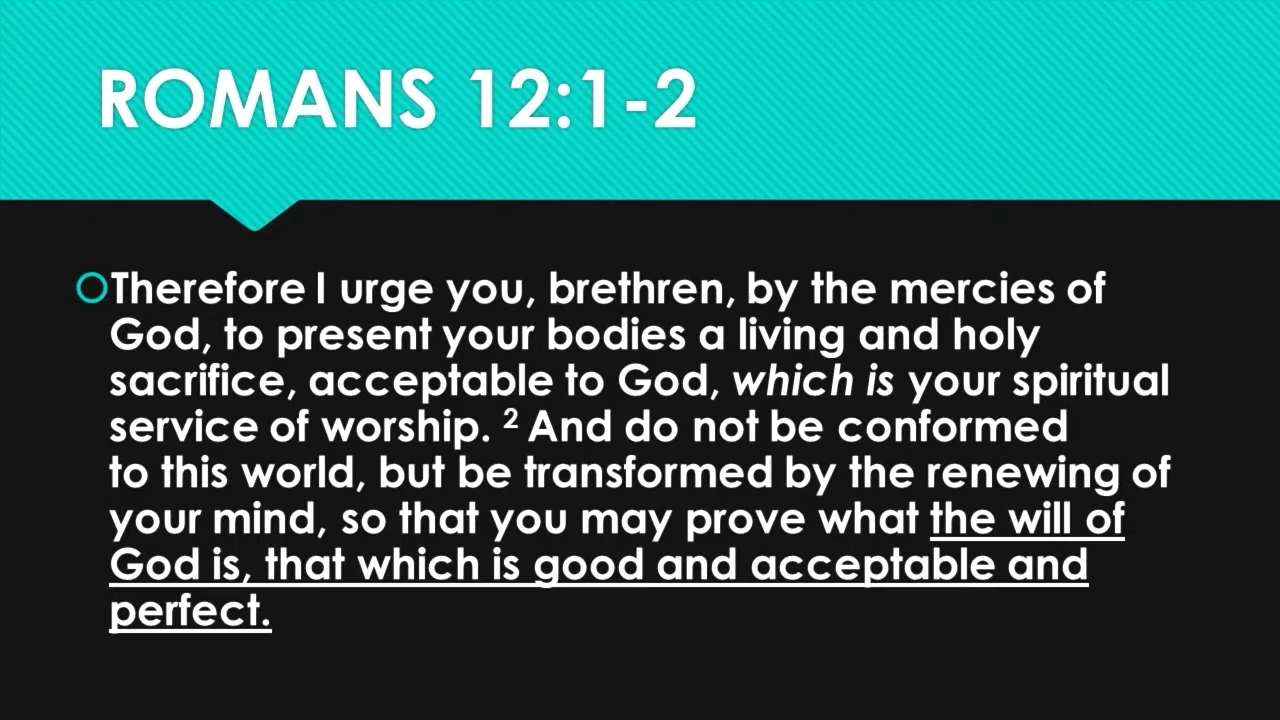 ROMANS 12:1-2
Therefore I urge you, brethren, by the mercies of
God, to present your bodies a living and holy
sacrifice, acceptable to God, which is your spiritual
service of worship. ² And do not be conformed
to this world, but be transformed by the renewing of
your mind, so that you may prove what the will of
God is, that which is good and acceptable and
perfect.